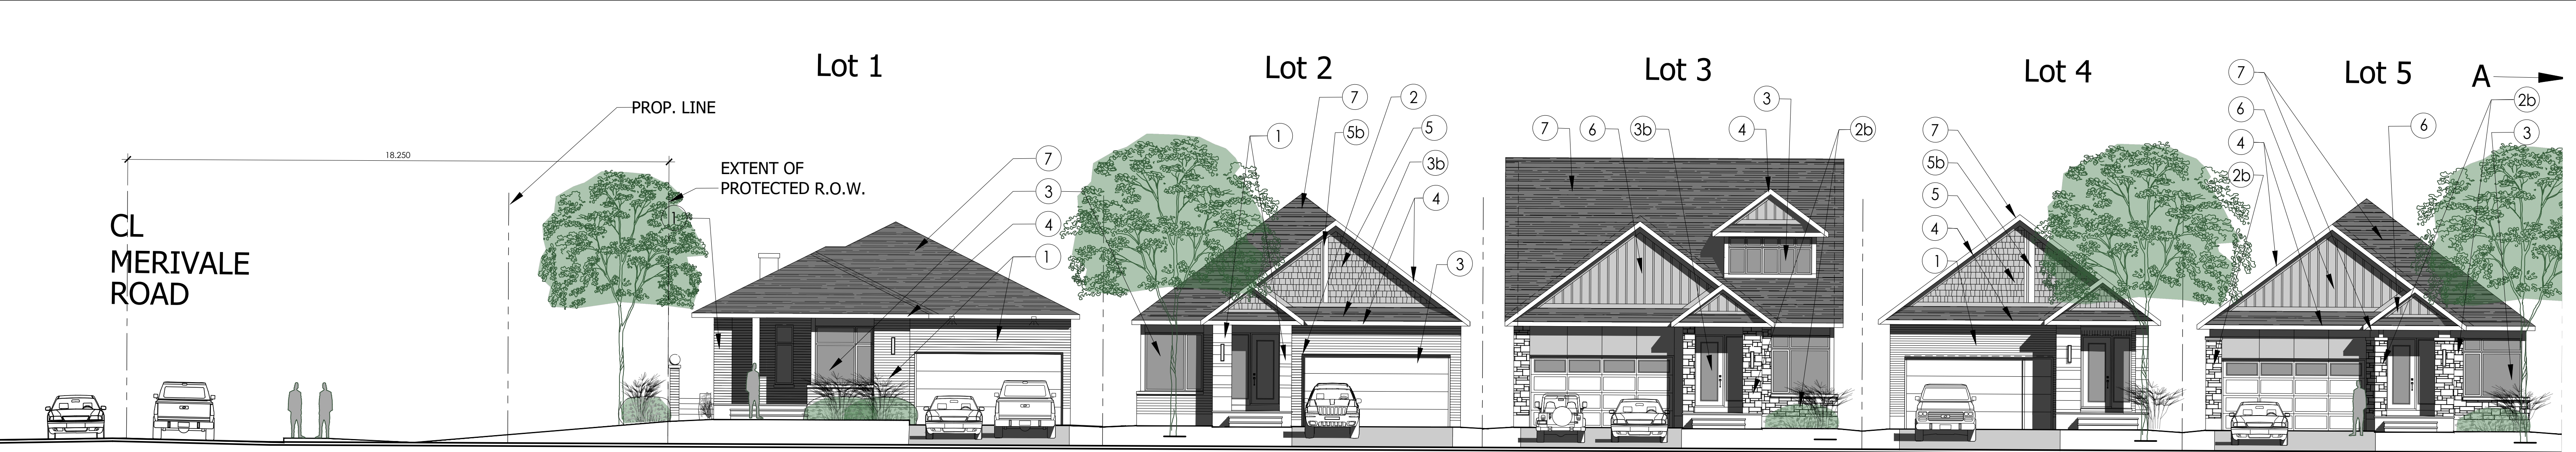 Lot 1
Lot 2
Lot 3
Lot 4
Lot 5
A
PROP. LINE
18.250
EXTENT OF
PROTECTED R.O.W.
CL
MERIVALE
ROAD
1
7
3
4
1
1
7
5b
2
5
3b
4
3
7
6
3b
4
3
2b
7
5b
5
4
1
7
6
4
2b
6
2b
3